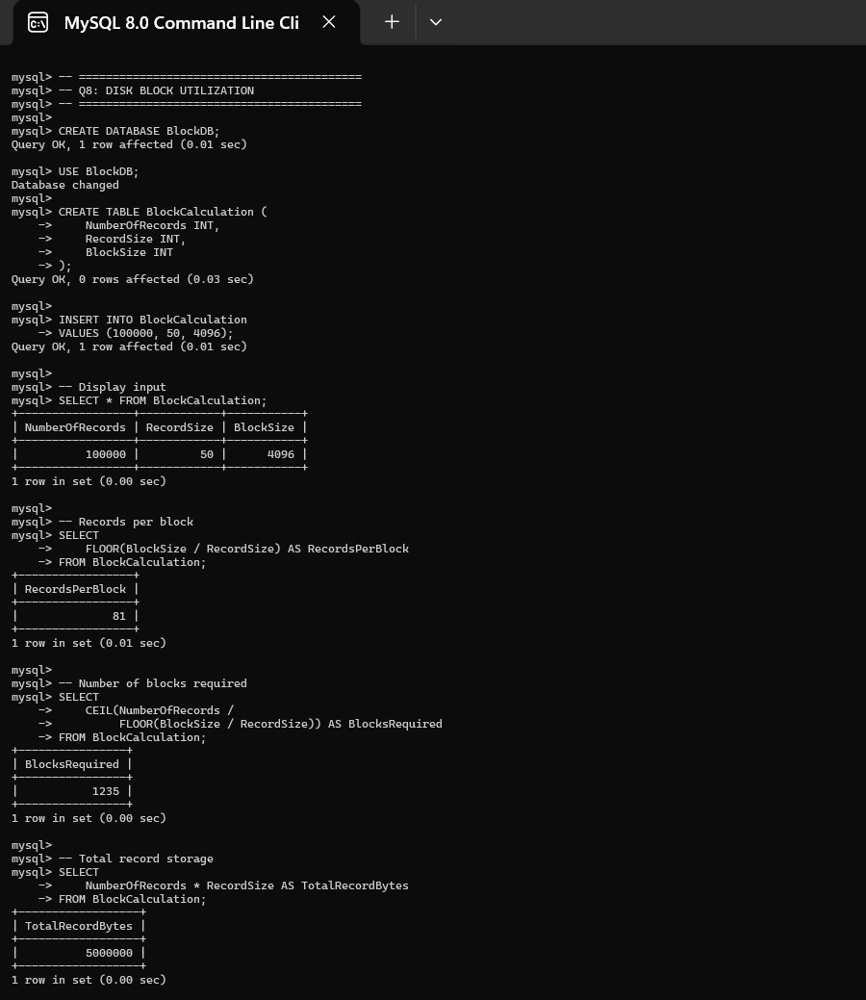 MySQL 8.0 Command Line Cli
mysql> -- ==========================================
mysql> -- Q8: DISK BLOCK UTILIZATION
mysql> -- ==========================================
mysql>
mysql> CREATE DATABASE BlockDB;
Query OK, 1 row affected (0.01 sec)

mysql> USE BlockDB;
Database changed
mysql>
mysql> CREATE TABLE BlockCalculation (
    ->     NumberOfRecords INT,
    ->     RecordSize INT,
    ->     BlockSize INT
    -> );
Query OK, 0 rows affected (0.03 sec)

mysql>
mysql> INSERT INTO BlockCalculation
    -> VALUES (100000, 50, 4096);
Query OK, 1 row affected (0.01 sec)

mysql>
mysql> -- Display input
mysql> SELECT * FROM BlockCalculation;
+-----------------+------------+-----------+
| NumberOfRecords | RecordSize | BlockSize |
+-----------------+------------+-----------+
|          100000 |         50 |      4096 |
+-----------------+------------+-----------+
1 row in set (0.00 sec)

mysql>
mysql> -- Records per block
mysql> SELECT
    ->     FLOOR(BlockSize / RecordSize) AS RecordsPerBlock
    -> FROM BlockCalculation;
+-----------------+
| RecordsPerBlock |
+-----------------+
|              81 |
+-----------------+
1 row in set (0.01 sec)

mysql>
mysql> -- Number of blocks required
mysql> SELECT
    ->     CEIL(NumberOfRecords /
    ->          FLOOR(BlockSize / RecordSize)) AS BlocksRequired
    -> FROM BlockCalculation;
+----------------+
| BlocksRequired |
+----------------+
|           1235 |
+----------------+
1 row in set (0.00 sec)

mysql>
mysql> -- Total record storage
mysql> SELECT
    ->     NumberOfRecords * RecordSize AS TotalRecordBytes
    -> FROM BlockCalculation;
+------------------+
| TotalRecordBytes |
+------------------+
|          5000000 |
+------------------+
1 row in set (0.00 sec)